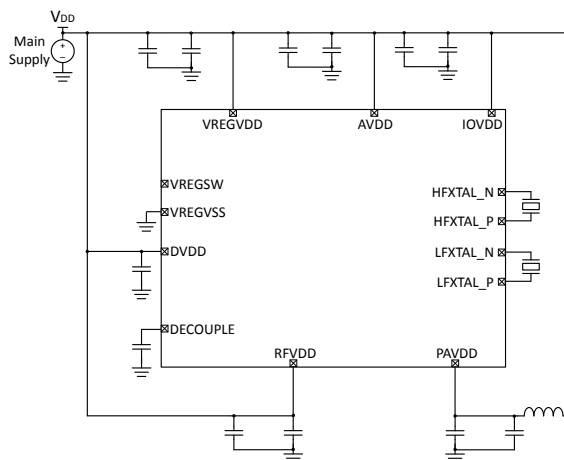 VDD
Main
Supply
+
–
VREGVDD
AVDD
IOVDD
VREGSW
VREGVSS
DVDD
DECOUPLE
HFXTAL_N
HFXTAL_P
LFXTAL_N
LFXTAL_P
RFVDD
PAVDD